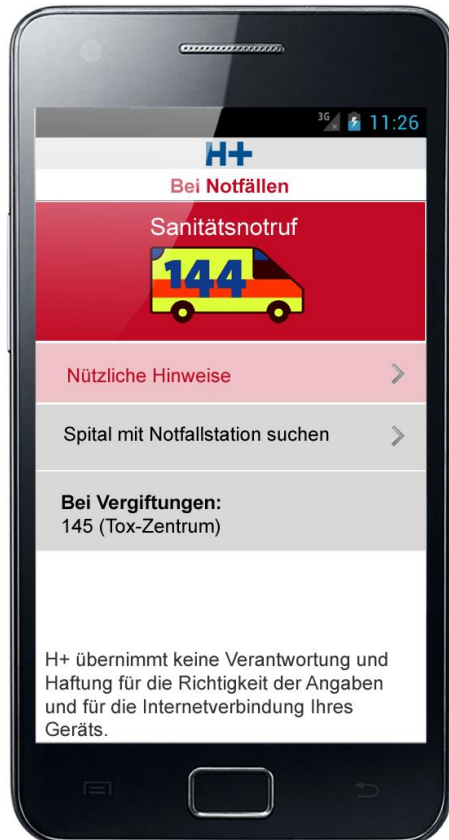 3G 11:26
H+
Bei Notfällen
Sanitätsnotruf
144
Nützliche Hinweise
Spital mit Notfallstation suchen
Bei Vergiftungen:
145 (Tox-Zentrum)
H+ übernimmt keine Verantwortung und
Haftung für die Richtigkeit der Angaben
und für die Internetverbindung Ihres
Geräts.